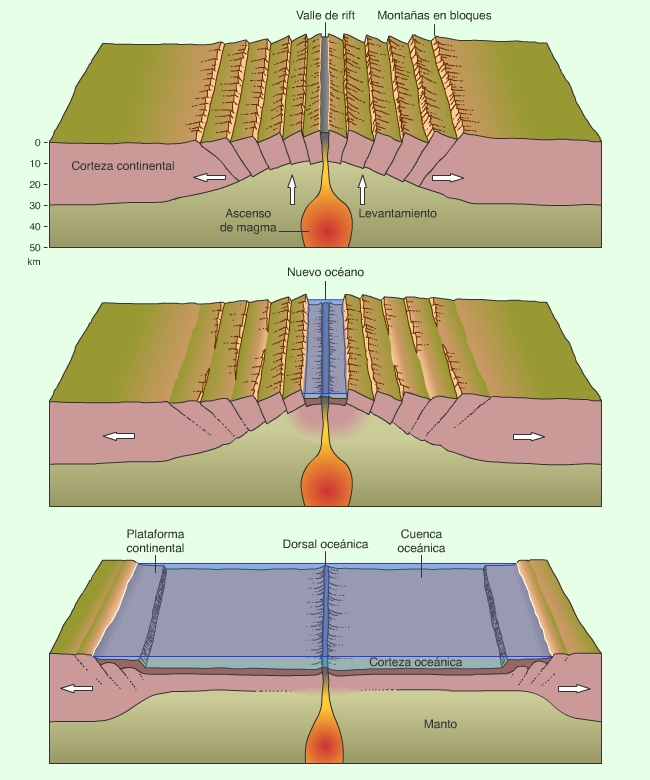 Valle de rift
Montañas en bloques
0
10
20
30
40
50
km
Corteza continental
Ascenso
de magma
Levantamiento
Nuevo océano
Plataforma
continental
Dorsal oceánica
Cuenca
oceánica
Corteza oceánica
Manto